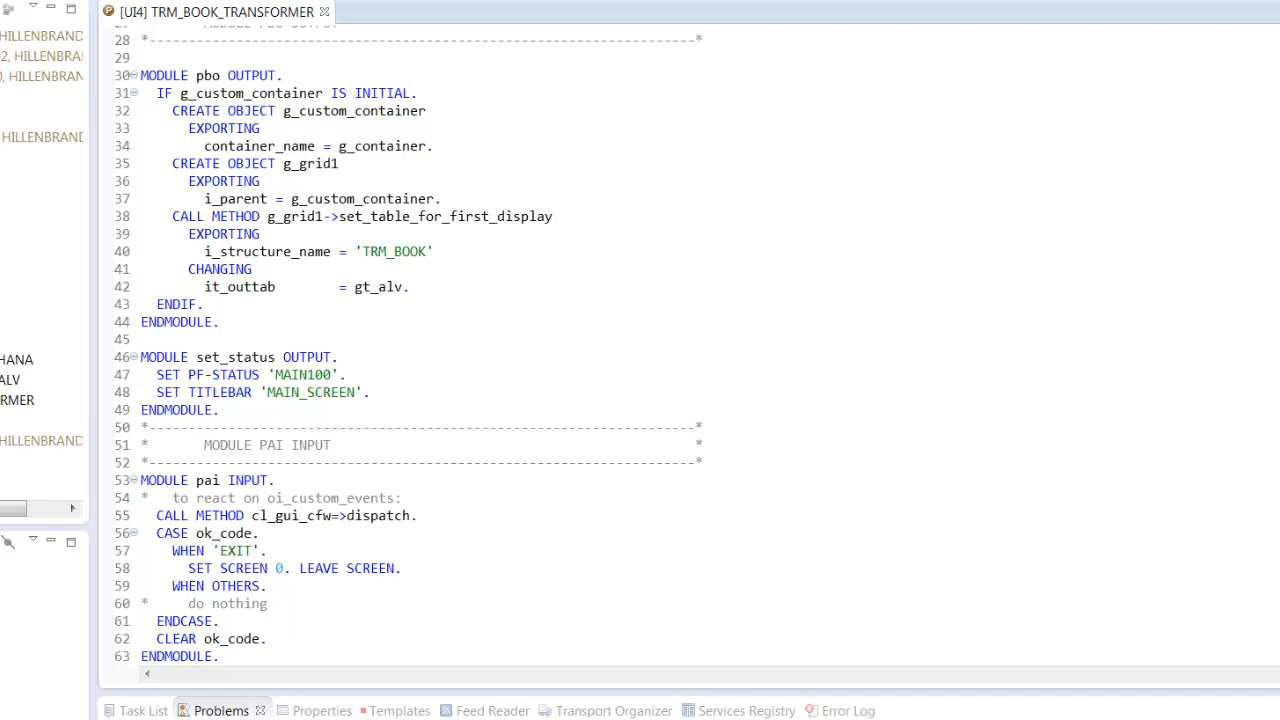 [UI4] TRM_BOOK_TRANSFORMER
HILLENBRAND
HILLENBRAN
HILLENBRAND
HANA
ALV
RMER
HILLENBRAND
28 *---------------------------------------------------------------------*
29
30 MODULE pbo OUTPUT.
31 IF g_custom_container IS INITIAL.
32 CREATE OBJECT g_custom_container
33 EXPORTING
34 container_name = g_container.
35 CREATE OBJECT g_grid1
36 EXPORTING
37 i_parent = g_custom_container.
38 CALL METHOD g_grid1->set_table_for_first_display
39 EXPORTING
40 i_structure_name = 'TRM_BOOK'
41 CHANGING
42 it_outtab        = gt_alv.
43 ENDIF.
44 ENDMODULE.
45
46 MODULE set_status OUTPUT.
47 SET PF-STATUS 'MAIN100'.
48 SET TITLEBAR 'MAIN_SCREEN'.
49 ENDMODULE.
50 *---------------------------------------------------------------------*
51 *       MODULE PAI INPUT                                              *
52 *---------------------------------------------------------------------*
53 MODULE pai INPUT.
54 *   to react on oi_custom_events:
55 CALL METHOD cl_gui_cfw=>dispatch.
56 CASE ok_code.
57 WHEN 'EXIT'.
58 SET SCREEN 0. LEAVE SCREEN.
59 WHEN OTHERS.
60 *     do nothing
61 ENDCASE.
62 CLEAR ok_code.
63 ENDMODULE.
Task List Problems Properties Templates Feed Reader Transport Organizer Services Registry Error Log